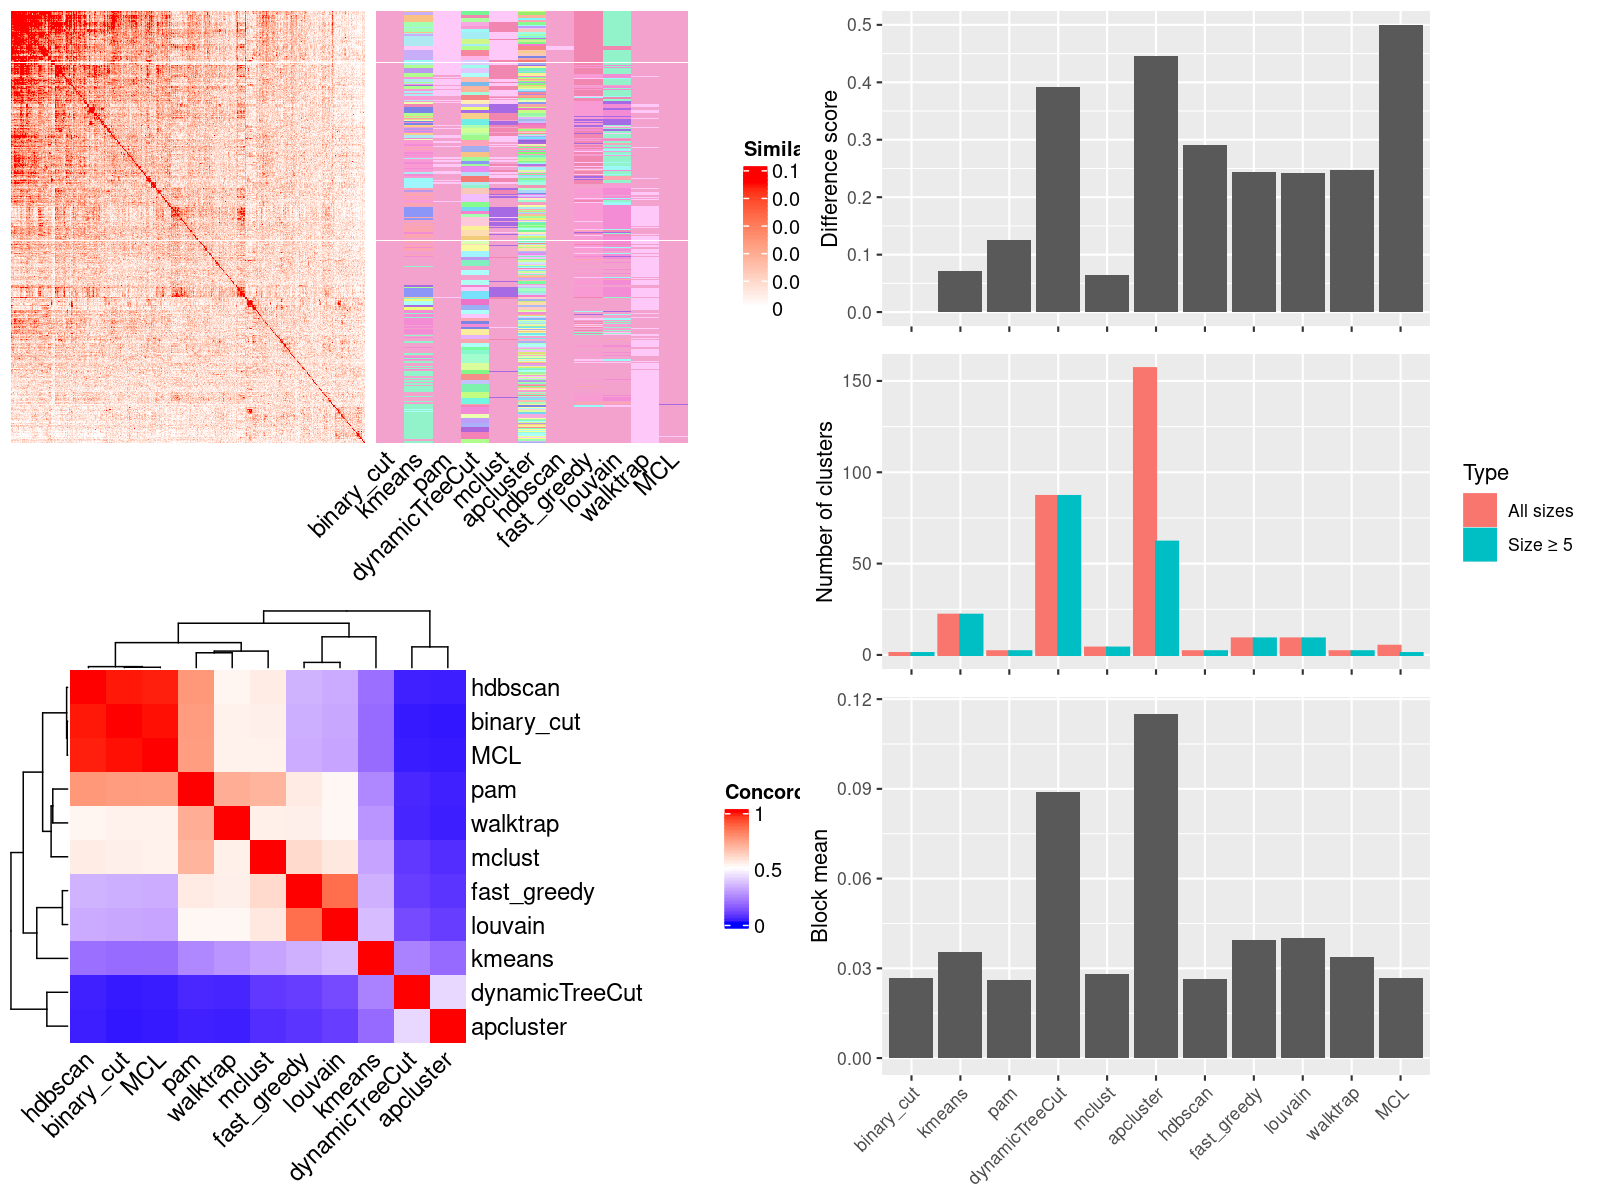 Simila
0.1
0.0
0.0
0.0
0.0
0
binary_cut
kmeans
pam
dynamicTreeCut
mclust
apcluster
hdbscan
fast_greedy
louvain
walktrap
MCL
hdbscan
binary_cut
MCL
pam
walktrap
mclust
fast_greedy
louvain
kmeans
dynamicTreeCut
apcluster
hdbscan
binary_cut
MCL
pam
walktrap
mclust
fast_greedy
louvain
kmeans
dynamicTreeCut
apcluster
Concord
1
0.5
0
Difference score
0.5
0.4
0.3
0.2
0.1
0.0
Number of clusters
150
100
50
0
Type
All sizes
Size ≥ 5
Block mean
0.12
0.09
0.06
0.03
0.00
binary_cut
kmeans
pam
dynamicTreeCut
mclust
apcluster
hdbscan
fast_greedy
louvain
walktrap
MCL